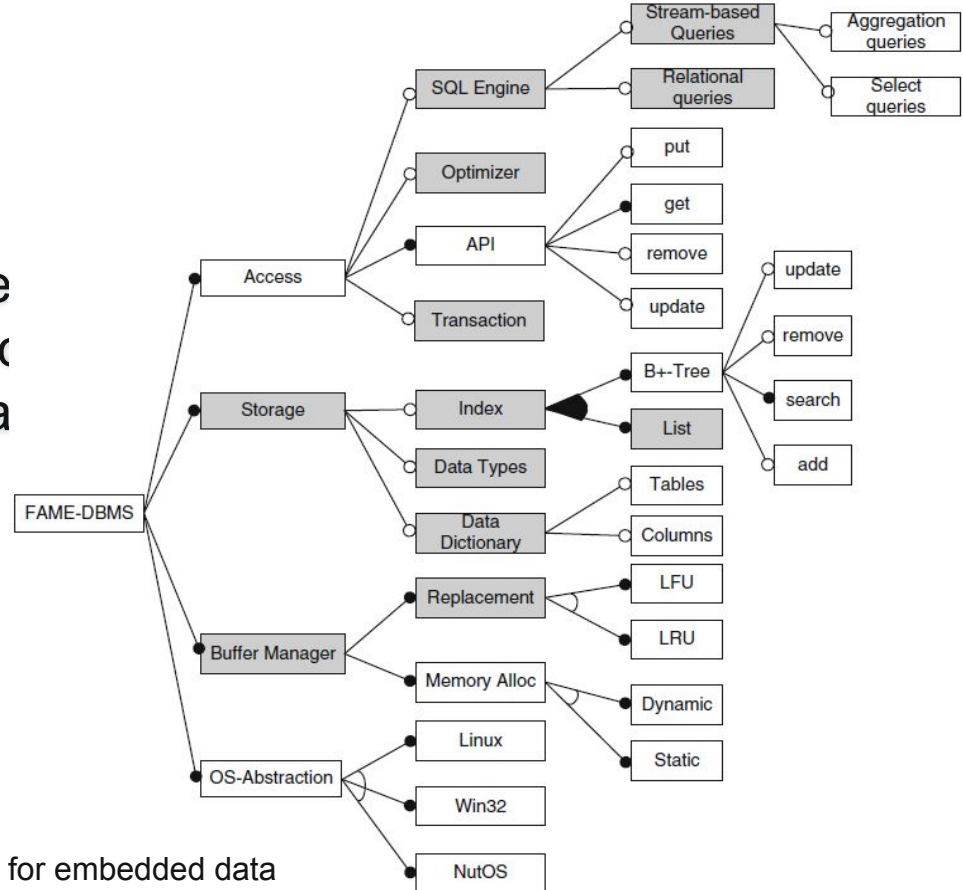 Stream-based
Queries
Aggregation
queries
Select
queries
SQL Engine
Relational
queries
Optimizer
put
get
API
remove
update
Access
Transaction
update
remove
B+-Tree
search
add
Storage
Index
List
Data Types
Tables
Data
Dictionary
Columns
FAME-DBMS
Replacement
LFU
LRU
Buffer Manager
Memory Alloc
Dynamic
Static
OS-Abstraction
Linux
Win32
NutOS
for embedded data